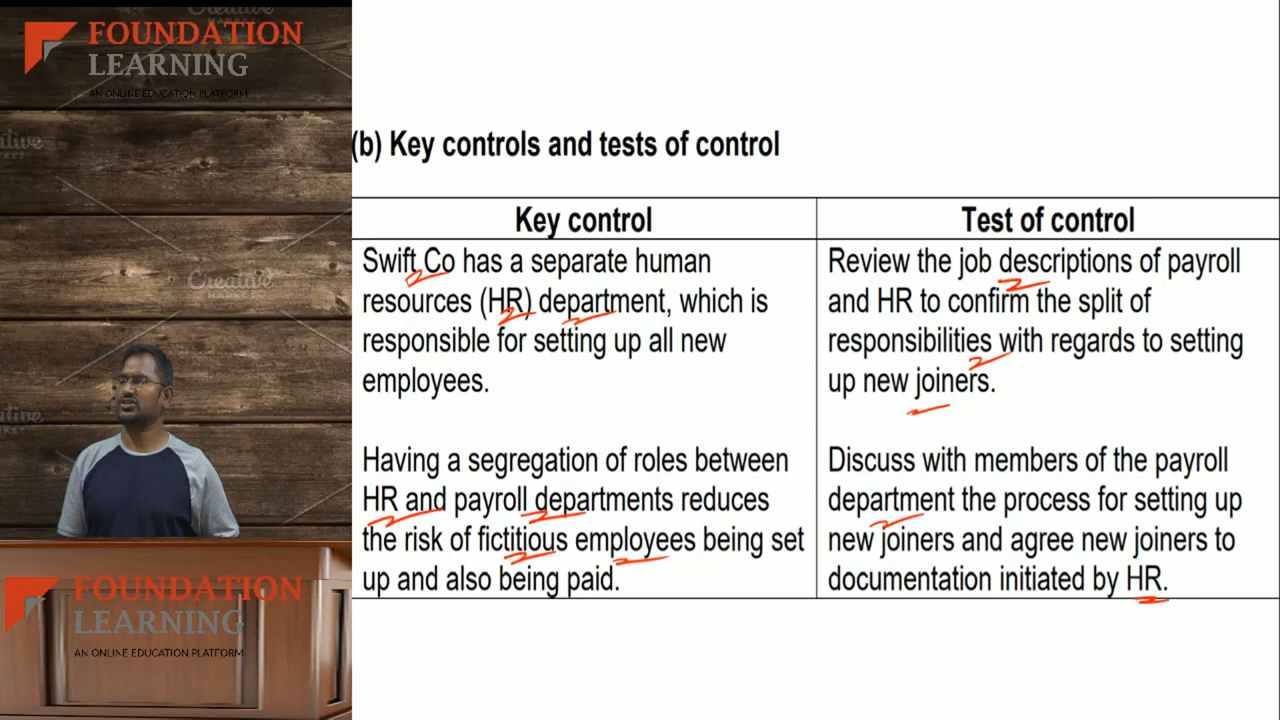 FOUNDATION
LEARNING
AN ONLINE EDUCATION PLATFORM
(b) Key controls and tests of control
Key control
Test of control
Swift Co has a separate human
resources (HR) department, which is
responsible for setting up all new
employees.
Having a segregation of roles between
HR and payroll departments reduces
the risk of fictitious employees being set
up and also being paid.
Review the job descriptions of payroll
and HR to confirm the split of
responsibilities with regards to setting
up new joiners.
Discuss with members of the payroll
department the process for setting up
new joiners and agree new joiners to
documentation initiated by HR.
Creative
MARKET
FOUNDATION
LEARNING
AN ONLINE EDUCATION PLATFORM